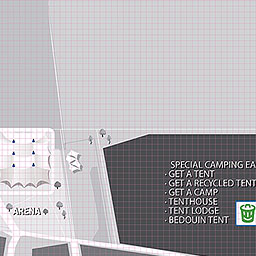 SPECIAL CAMPING EA
· GET A TENT
· GET A RECYCLED TENT
· GET A CAMP
· TENTHOUSE
· TENT LODGE
· BEDOUIN TENT
ARENA